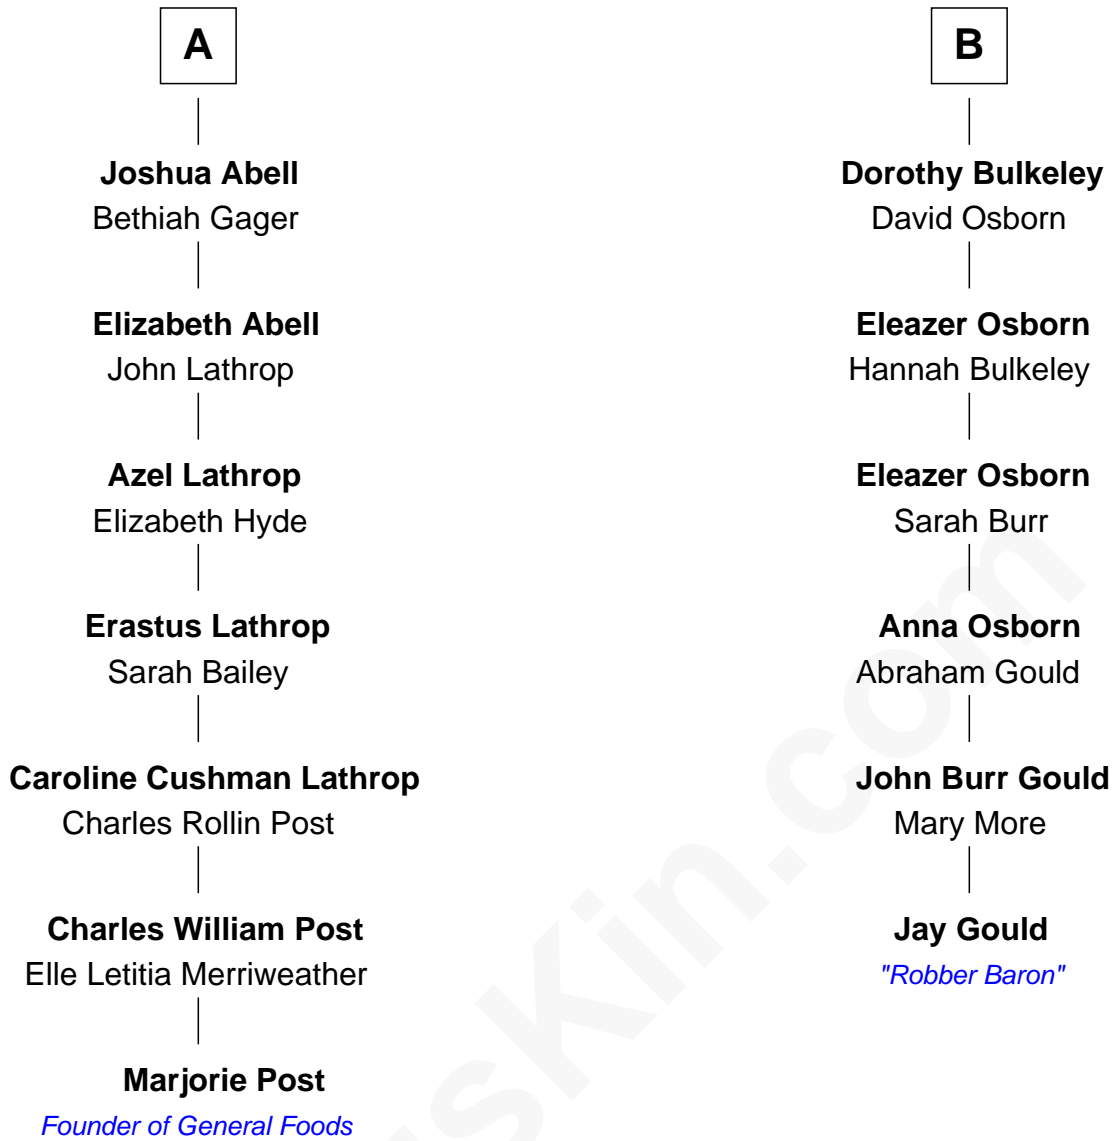 A
Joshua Abell
Bethiah Gager
Elizabeth Abell
John Lathrop
Azel Lathrop
Elizabeth Hyde
Erastus Lathrop
Sarah Bailey
Caroline Cushman Lathrop
Charles Rollin Post
Charles William Post
Elle Letitia Merriweather
Marjorie Post
Founder of General Foods
B
Dorothy Bulkeley
David Osborn
Eleazer Osborn
Hannah Bulkeley
Eleazer Osborn
Sarah Burr
Anna Osborn
Abraham Gould
John Burr Gould
Mary More
Jay Gould
"Robber Baron"